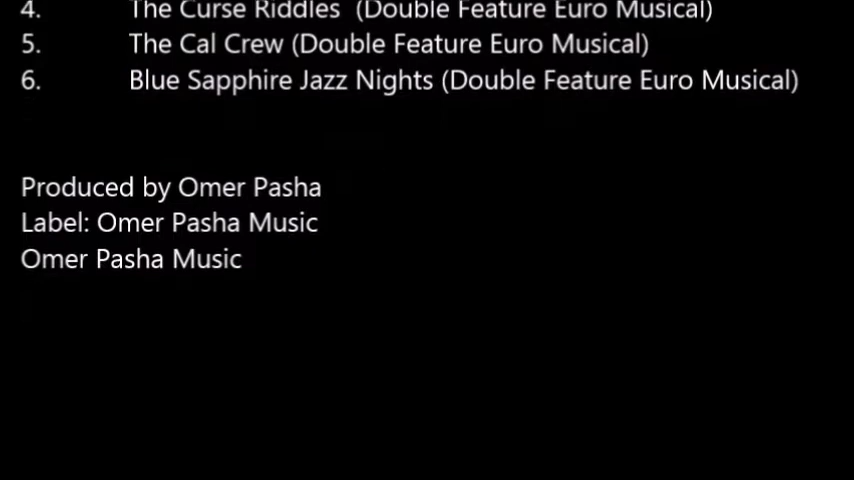 4. The Curse Riddles (Double Feature Euro Musical)
5. The Cal Crew (Double Feature Euro Musical)
6. Blue Sapphire Jazz Nights (Double Feature Euro Musical)
Produced by Omer Pasha
Label: Omer Pasha Music
Omer Pasha Music